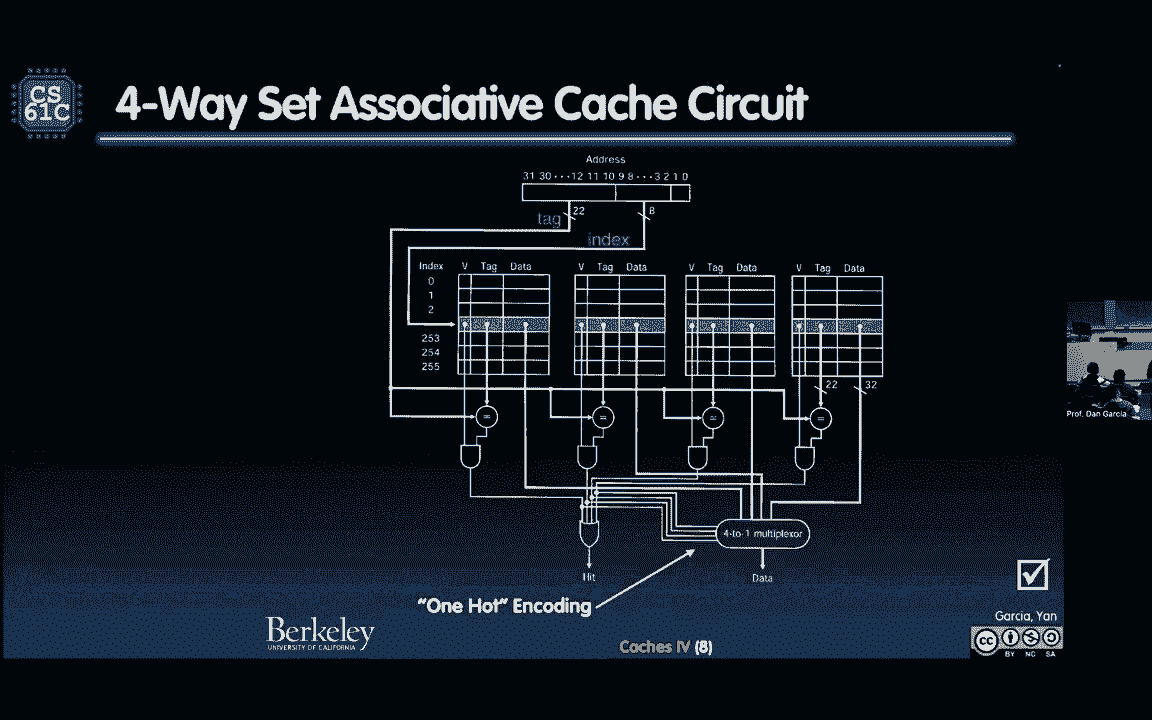 CS
61C
4-Way Set Associative Cache Circuit
Address
31 30 ··· 12 11 10 9 8 ··· 3 2 1 0
tag
22
8
index
Index V Tag Data V Tag Data V Tag Data V Tag Data
0
1
2
253
254
255
22
32
= = = =
4-to-1 multiplexor
Hit
Data
"One Hot" Encoding
Berkeley
UNIVERSITY OF CALIFORNIA
Caches IV (8)
Garcia, Yan
cc
BY NC SA
Prof. Dan Garcia